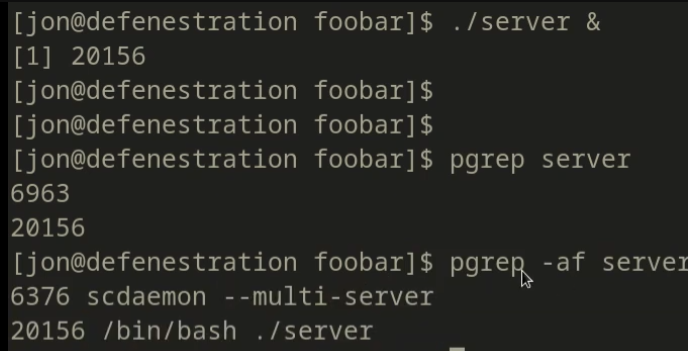 [jon@defenestration foobar]$ ./server &
[1] 20156
[jon@defenestration foobar]$
[jon@defenestration foobar]$
[jon@defenestration foobar]$ pgrep server
6963
20156
[jon@defenestration foobar]$ pgrep -af server
6376 scdaemon --multi-server
20156 /bin/bash ./server